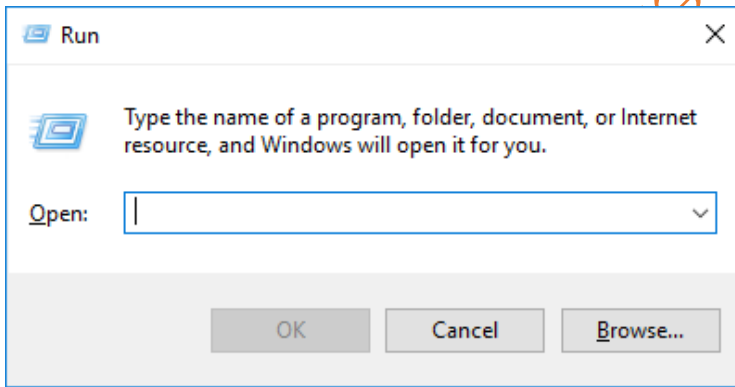 Run
Type the name of a program, folder, document, or Internet
resource, and Windows will open it for you.
Open:
OK
Cancel
Browse...